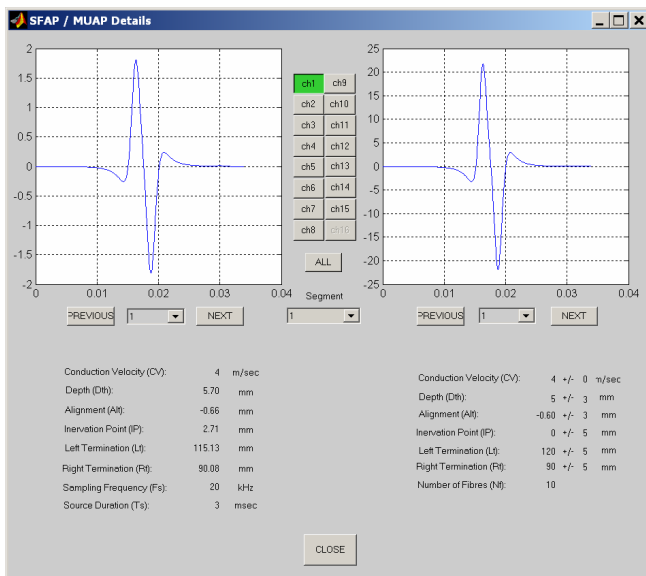 SFAP / MUAP Details
2
1.5
1
0.5
0
-0.5
-1
-1.5
-2
0 0.01 0.02 0.03 0.04
PREVIOUS 1 NEXT
ch1 ch9
ch2 ch10
ch3 ch11
ch4 ch12
ch5 ch13
ch6 ch14
ch7 ch15
ch8 ch16
ALL
Segment
1
25
20
15
10
5
0
-5
-10
-15
-20
-25
0 0.01 0.02 0.03 0.04
PREVIOUS 1 NEXT
Conduction Velocity (CV): 4 m/sec
Depth (Dth): 5.70 mm
Alignment (Alt): -0.66 mm
Inervation Point (IP): 2.71 mm
Left Termination (Lt): 115.13 mm
Right Termination (Rt): 90.08 mm
Sampling Frequency (Fs): 20 kHz
Source Duration (Ts): 3 msec
Conduction Velocity (CV): 4 +/- 0 m/sec
Depth (Dth): 5 +/- 3 mm
Alignment (Alt): -0.60 +/- 3 mm
Inervation Point (IP): 0 +/- 5 mm
Left Termination (Lt): 120 +/- 5 mm
Right Termination (Rt): 90 +/- 5 mm
Number of Fibres (Nf): 10
CLOSE